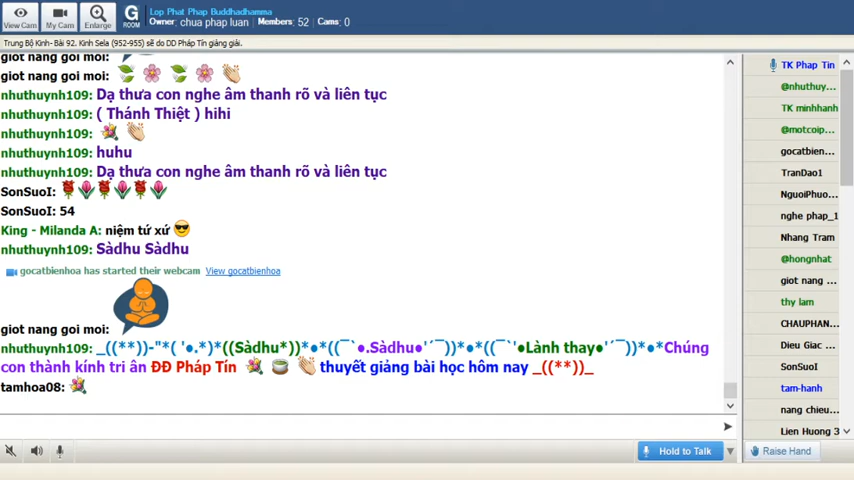 View Cam
My Cam
Enlarge
G
ROOM
Lop Phat Phap Buddhadhamma
Owner: chua phap luan Members: 52 Cams: 0
Trung Bộ Kinh- Bài 92. Kinh Sela (952-955) sẽ do DD Pháp Tín giảng giải.
giot nang goi moi:
giot nang goi moi:
nhuthuynh109: Dạ thưa con nghe âm thanh rõ và liên tục
nhuthuynh109: ( Thánh Thiệt ) hihi
nhuthuynh109:
nhuthuynh109: huhu
nhuthuynh109: Dạ thưa con nghe âm thanh rõ và liên tục
SonSuoI:
SonSuoI: 54
King - Milanda A: niệm tứ xứ
nhuthuynh109: Sàdhu Sàdhu
gocatbienhoa has started their webcam View gocatbienhoa
giot nang goi moi:
nhuthuynh109: _((**))-"*( '●.*)*((Sàdhu*))*●*((¯`●.Sàdhu●'´¯))*●*((¯`'●Lành thay●'´¯))*●*Chúng
con thành kính tri ân ĐĐ Pháp Tín thuyết giảng bài học hôm nay _((**))_
tamhoa08:
Hold to Talk
TK Phap Tin
@nhuthuy...
TK minhhanh
@motcoip...
gocatbien...
TranDao1
NguoiPhuo...
nghe phap_1
Nhang Tram
@hongnhat
giot nang ...
thy lam
CHAUPHAN...
Dieu Giac ...
SonSuoI
tam-hanh
nang chieu...
Lien Huong 3
Raise Hand